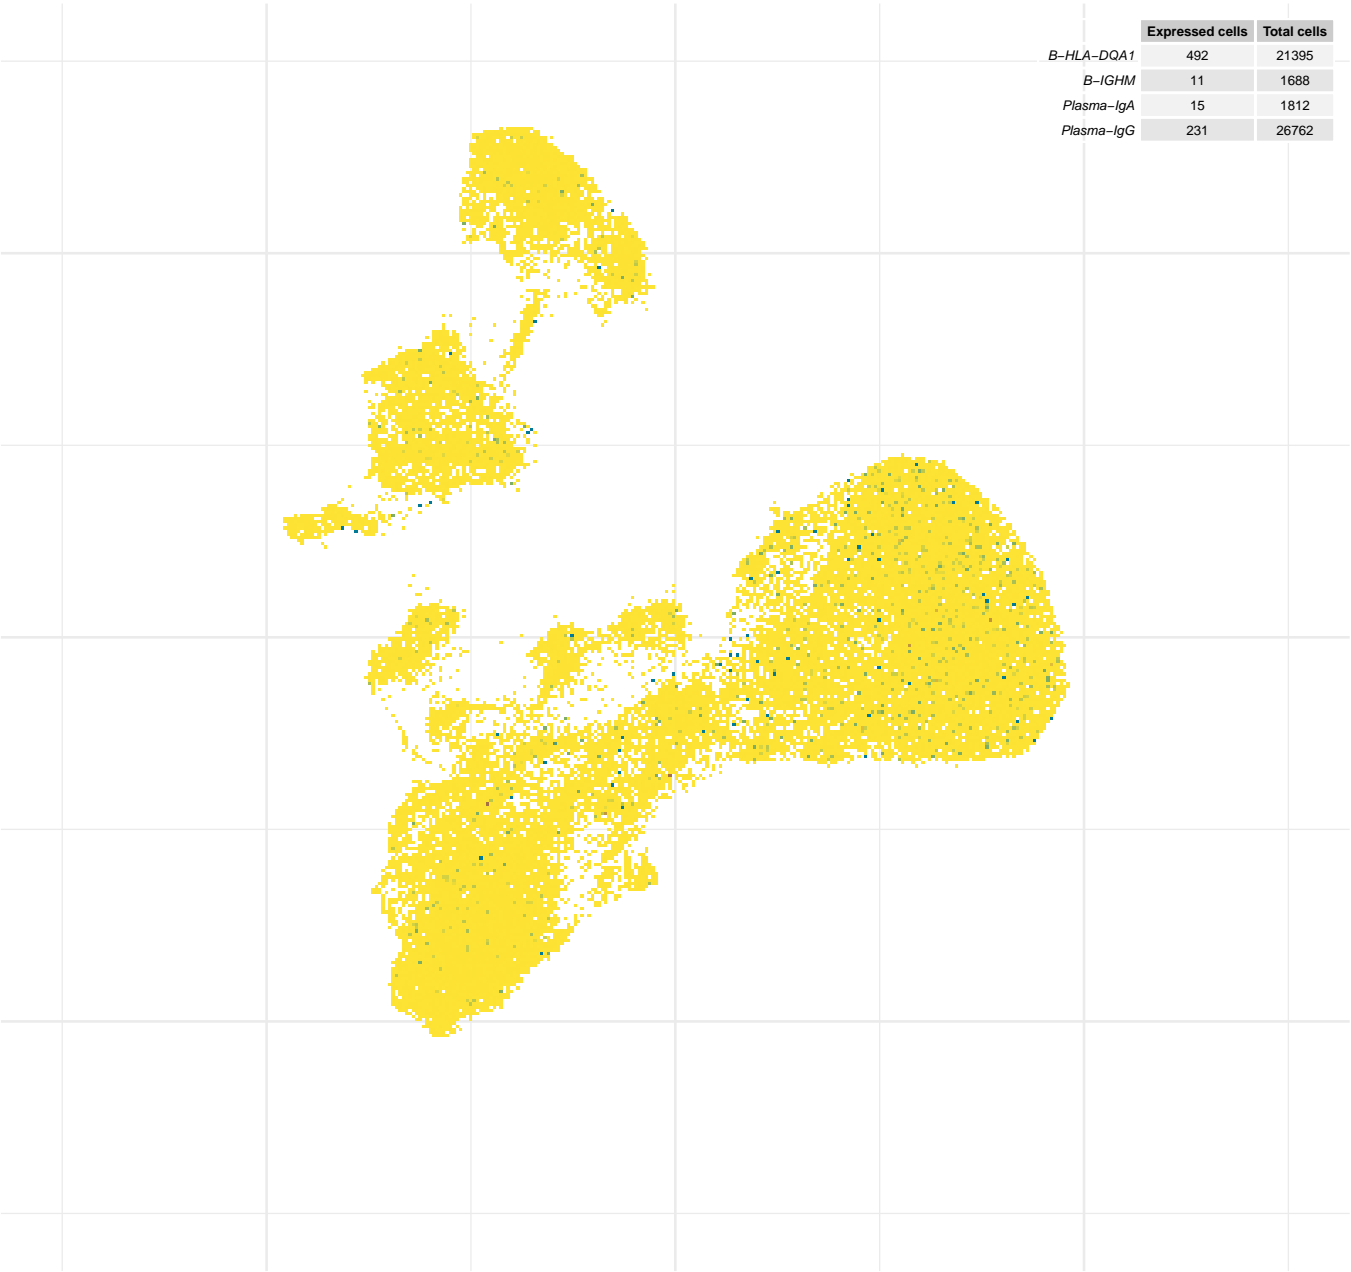 Expressed cells Total cells
B−HLA−DQA1 492 21395
B−IGHM 11 1688
Plasma−IgA 15 1812
Plasma−IgG 231 26762